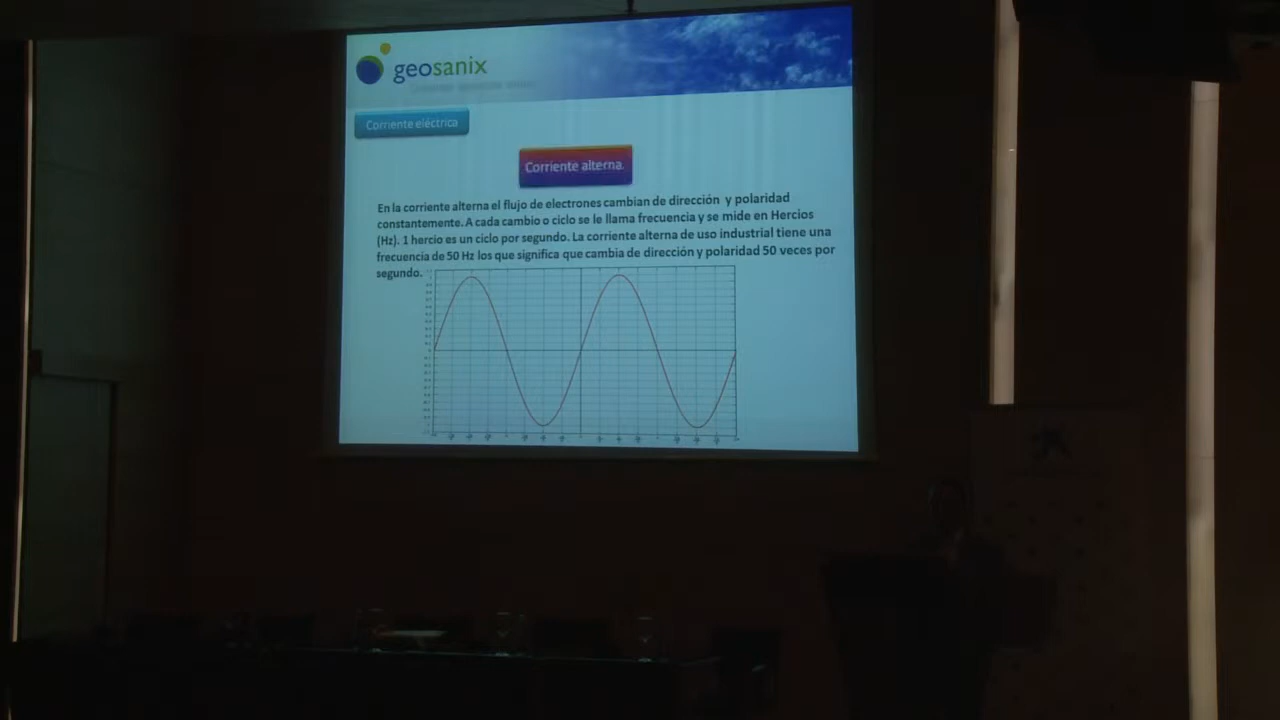 geosanix
Corriente eléctrica
Corriente alterna.
En la corriente alterna el flujo de electrones cambian de dirección y polaridad
constantemente. A cada cambio o ciclo se le llama frecuencia y se mide en Hercios
(Hz). 1 hercio es un ciclo por segundo. La corriente alterna de uso industrial tiene una
frecuencia de 50 Hz los que significa que cambia de dirección y polaridad 50 veces por
segundo.